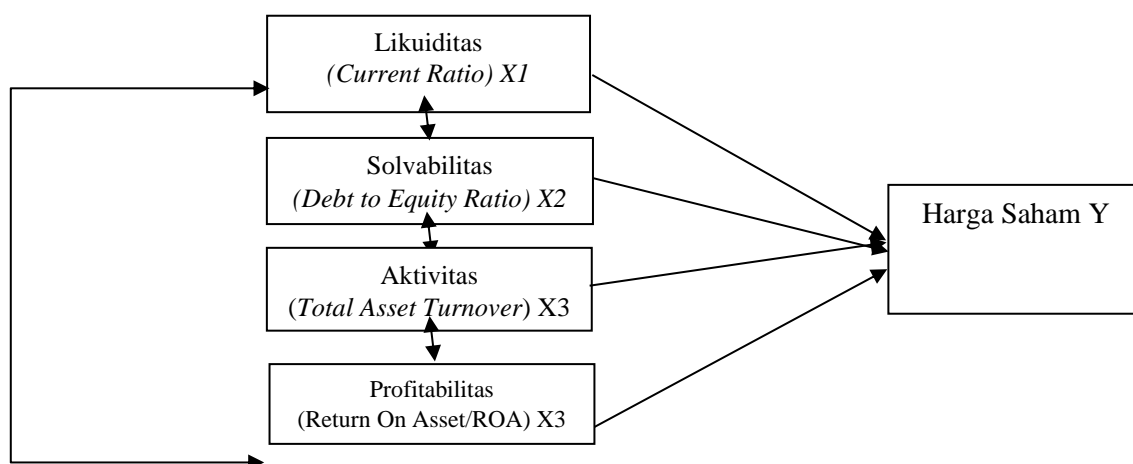 Likuiditas
(Current Ratio) X1
Solvabilitas
(Debt to Equity Ratio) X2
Aktivitas
(Total Asset Turnover) X3
Profitabilitas
(Return On Asset/ROA) X3
Harga Saham Y